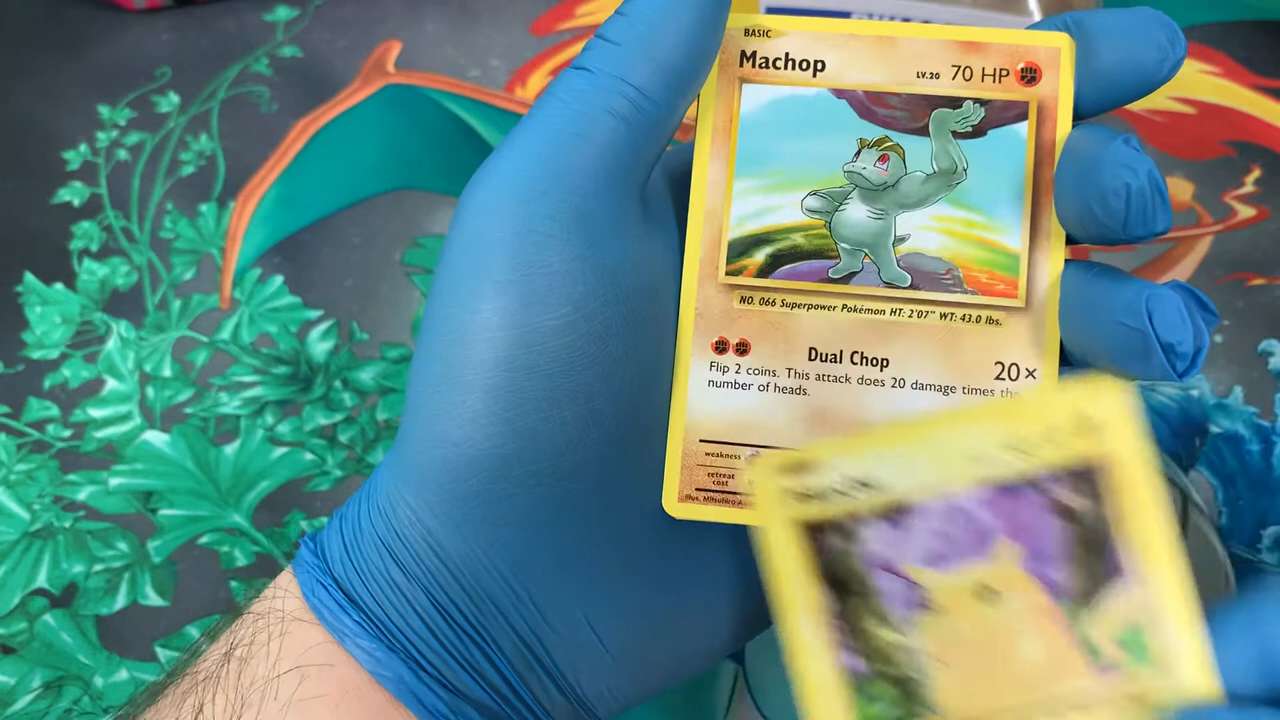 BASIC
Machop LV.20 70 HP
NO. 066 Superpower Pokémon HT: 2'07" WT: 43.0 lbs.
Dual Chop 20×
Flip 2 coins. This attack does 20 damage times the
number of heads.
weakness
retreat
cost
Illus. Mitsuhiro